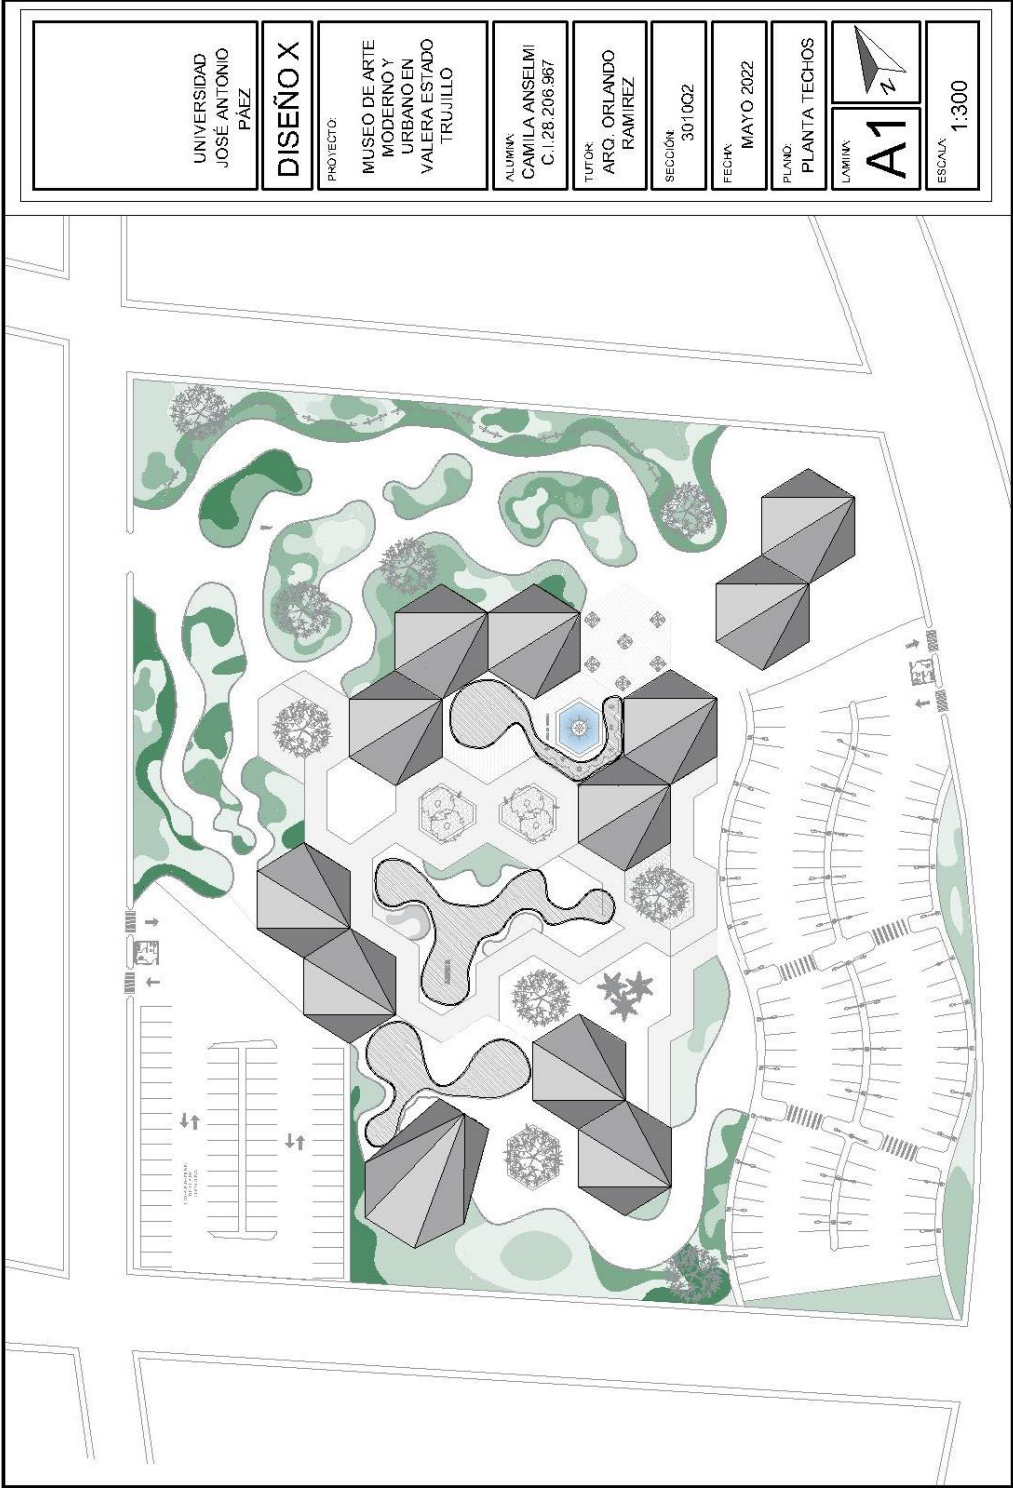 UNIVERSIDAD
JOSÉ ANTONIO
PÁEZ
DISEÑO X
PROYECTO:
MUSEO DE ARTE
MODERNO Y
URBANO EN
VALERA ESTADO
TRUJILLO
ALUMNA:
CAMILA ANSELMI
C.I.28.206.967
TUTOR:
ARQ. ORLANDO
RAMIREZ
SECCIÓN:
3010Q2
FECHA:
MAYO 2022
PLANO:
PLANTA TECHOS
LAMINA:
A1
N
ESCALA:
1:300